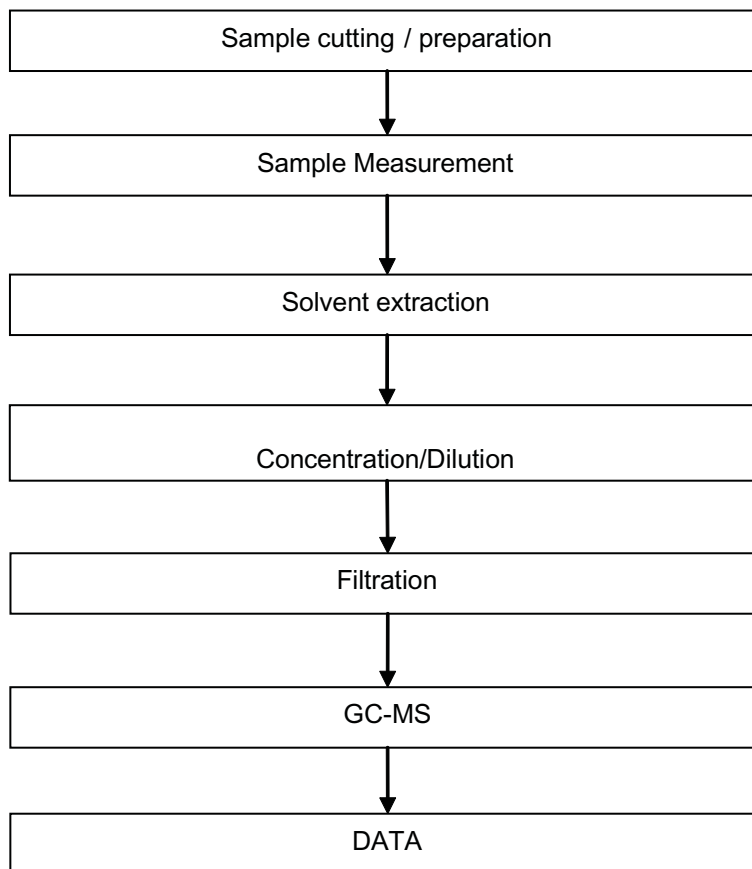 Sample cutting / preparation
Sample Measurement
Solvent extraction
Concentration/Dilution
Filtration
GC-MS
DATA